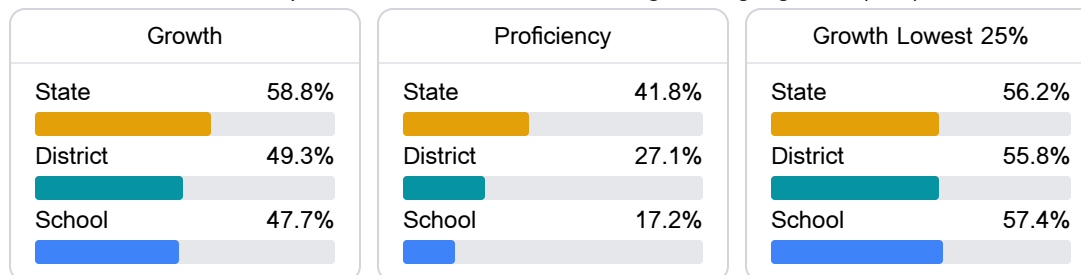 Growth
State 58.8%
District 49.3%
School 47.7%
Proficiency
State 41.8%
District 27.1%
School 17.2%
Growth Lowest 25%
State 56.2%
District 55.8%
School 57.4%